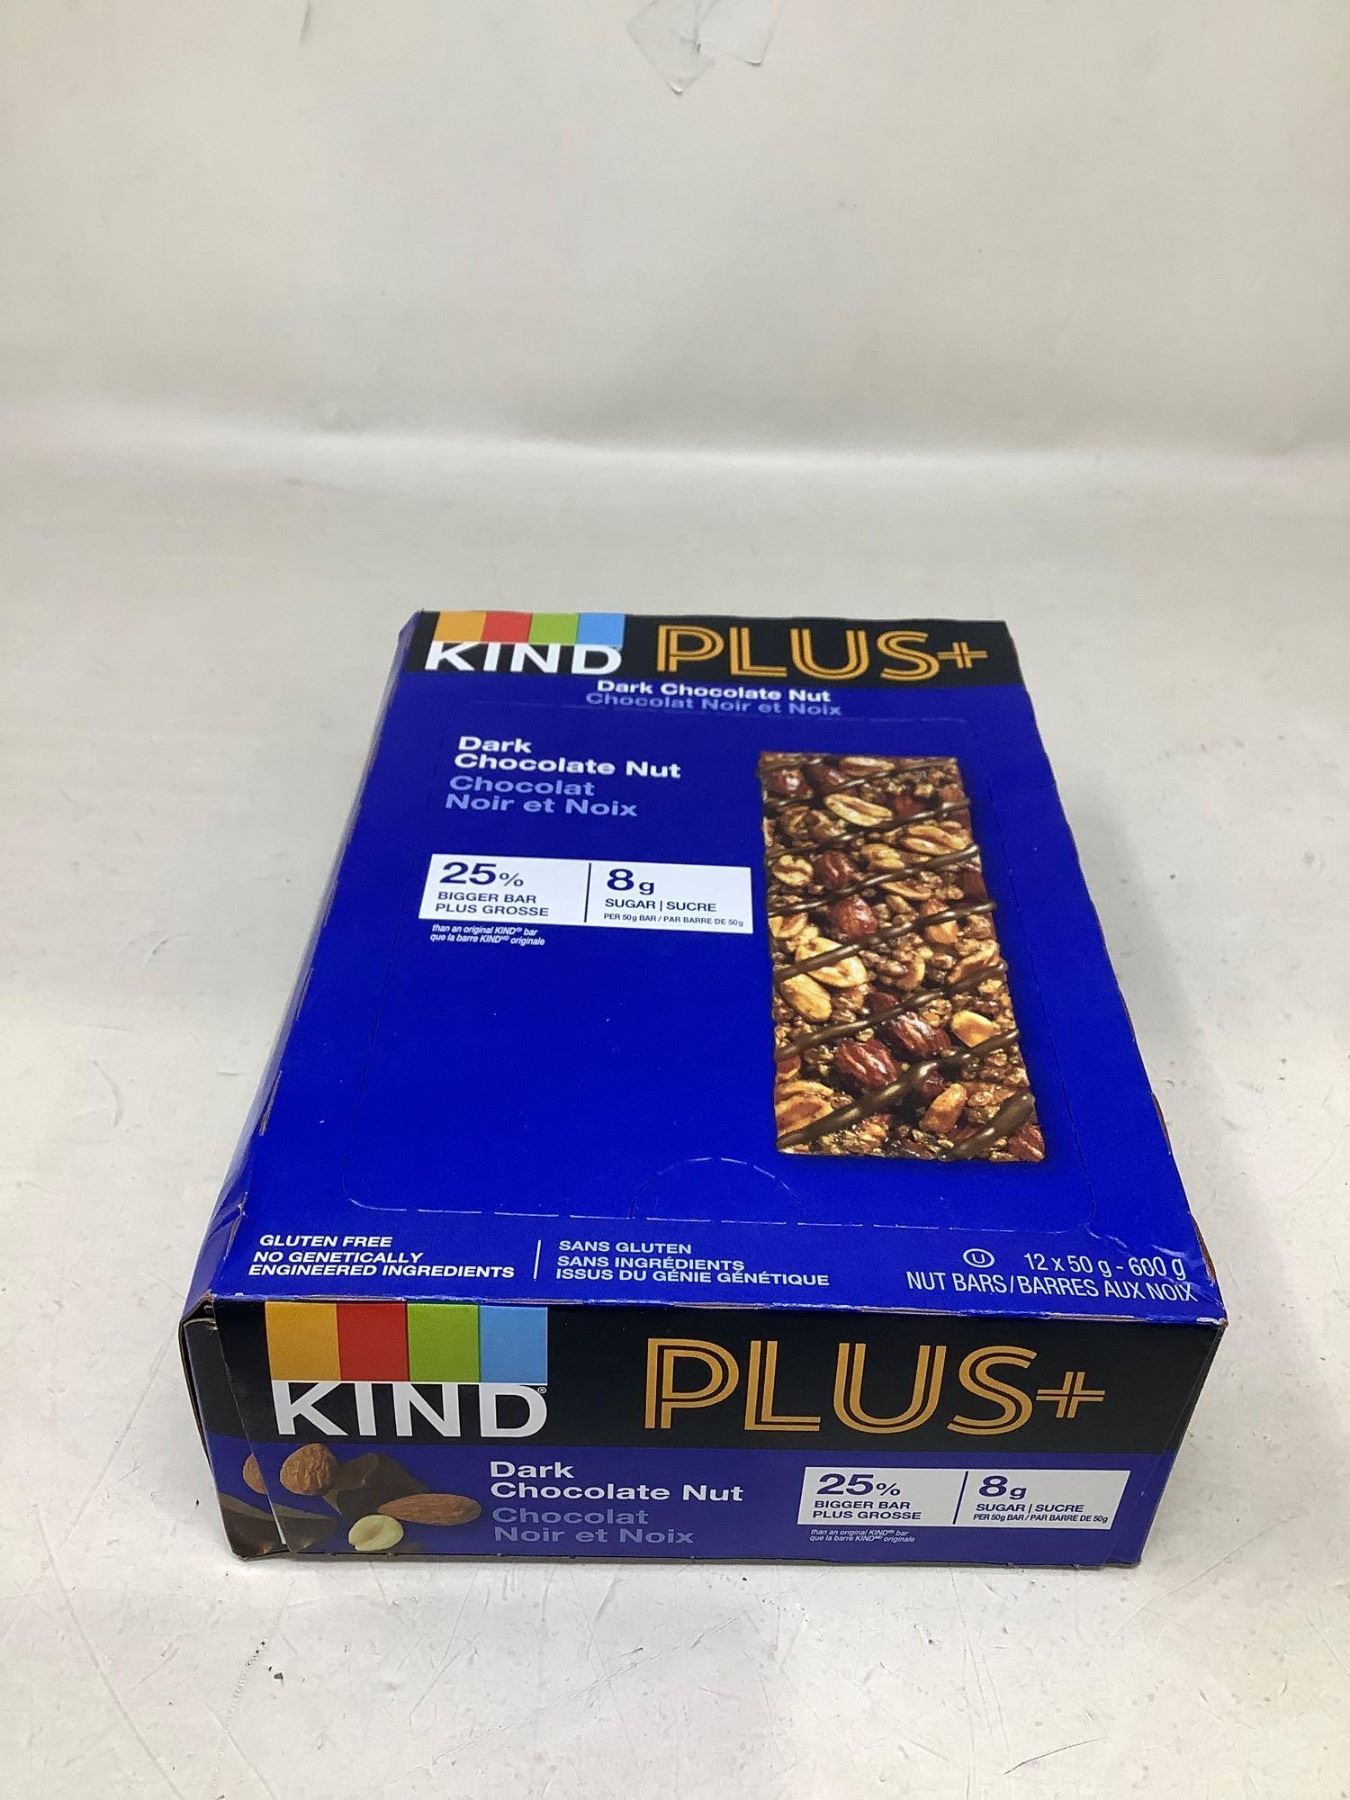 KIND PLUS+
Dark Chocolate Nut
Chocolat Noir et Noix
Dark
Chocolate Nut
Chocolat
Noir et Noix
25%
BIGGER BAR
PLUS GROSSE
than an original KIND® bar
que la barre KINDMD originale
8g
SUGAR | SUCRE
PER 50g BAR / PAR BARRE DE 50g
GLUTEN FREE
NO GENETICALLY
ENGINEERED INGREDIENTS
SANS GLUTEN
SANS INGRÉDIENTS
ISSUS DU GÉNIE GÉNÉTIQUE
U 12 x 50 g - 600 g
NUT BARS/BARRES AUX NOIX
KIND® PLUS+
Dark
Chocolate Nut
Chocolat
Noir et Noix
25%
BIGGER BAR
PLUS GROSSE
than an original KIND® bar
que la barre KINDMD originale
8g
SUGAR | SUCRE
PER 50g BAR / PAR BARRE DE 50g